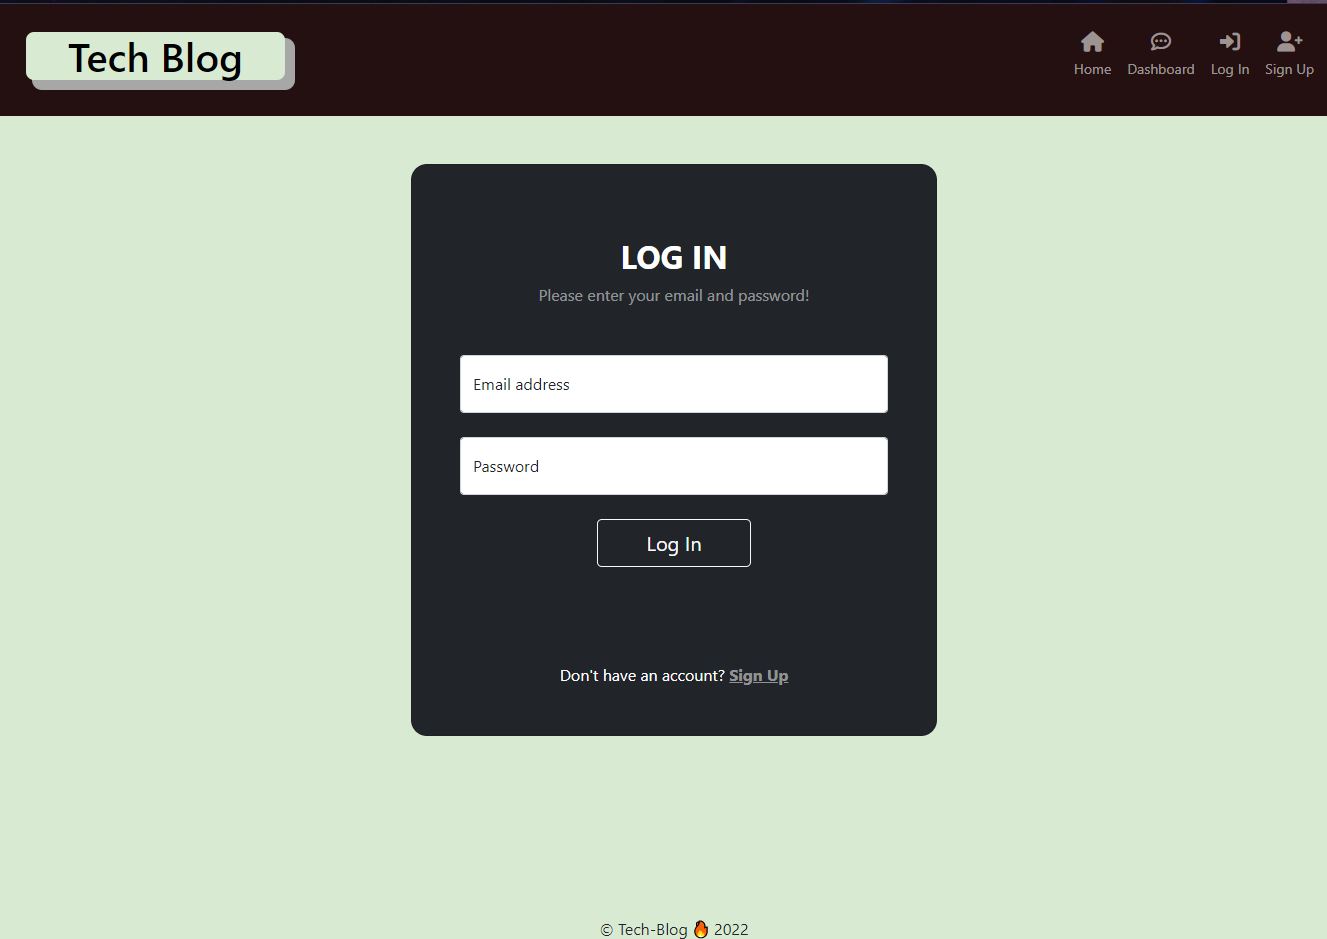 Tech Blog
Home Dashboard Log In Sign Up
LOG IN
Please enter your email and password!
Email address
Password
Log In
Don't have an account? Sign Up
© Tech-Blog 🔥 2022